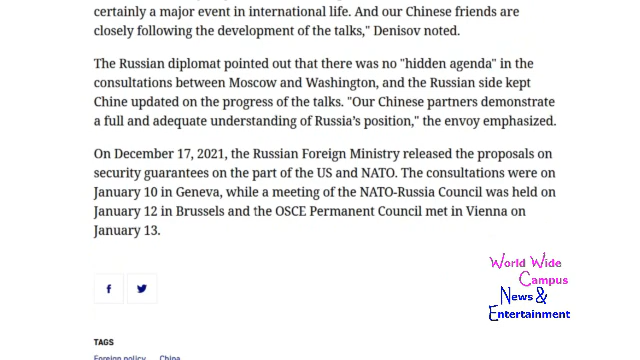 certainly a major event in international life. And our Chinese friends are
closely following the development of the talks," Denisov noted.
The Russian diplomat pointed out that there was no "hidden agenda" in the
consultations between Moscow and Washington, and the Russian side kept
Chine updated on the progress of the talks. "Our Chinese partners demonstrate
a full and adequate understanding of Russia's position," the envoy emphasized.
On December 17, 2021, the Russian Foreign Ministry released the proposals on
security guarantees on the part of the US and NATO. The consultations were on
January 10 in Geneva, while a meeting of the NATO-Russia Council was held on
January 12 in Brussels and the OSCE Permanent Council met in Vienna on
January 13.
World Wide
Campus
News &
Entertainment
TAGS
Foreign policy China